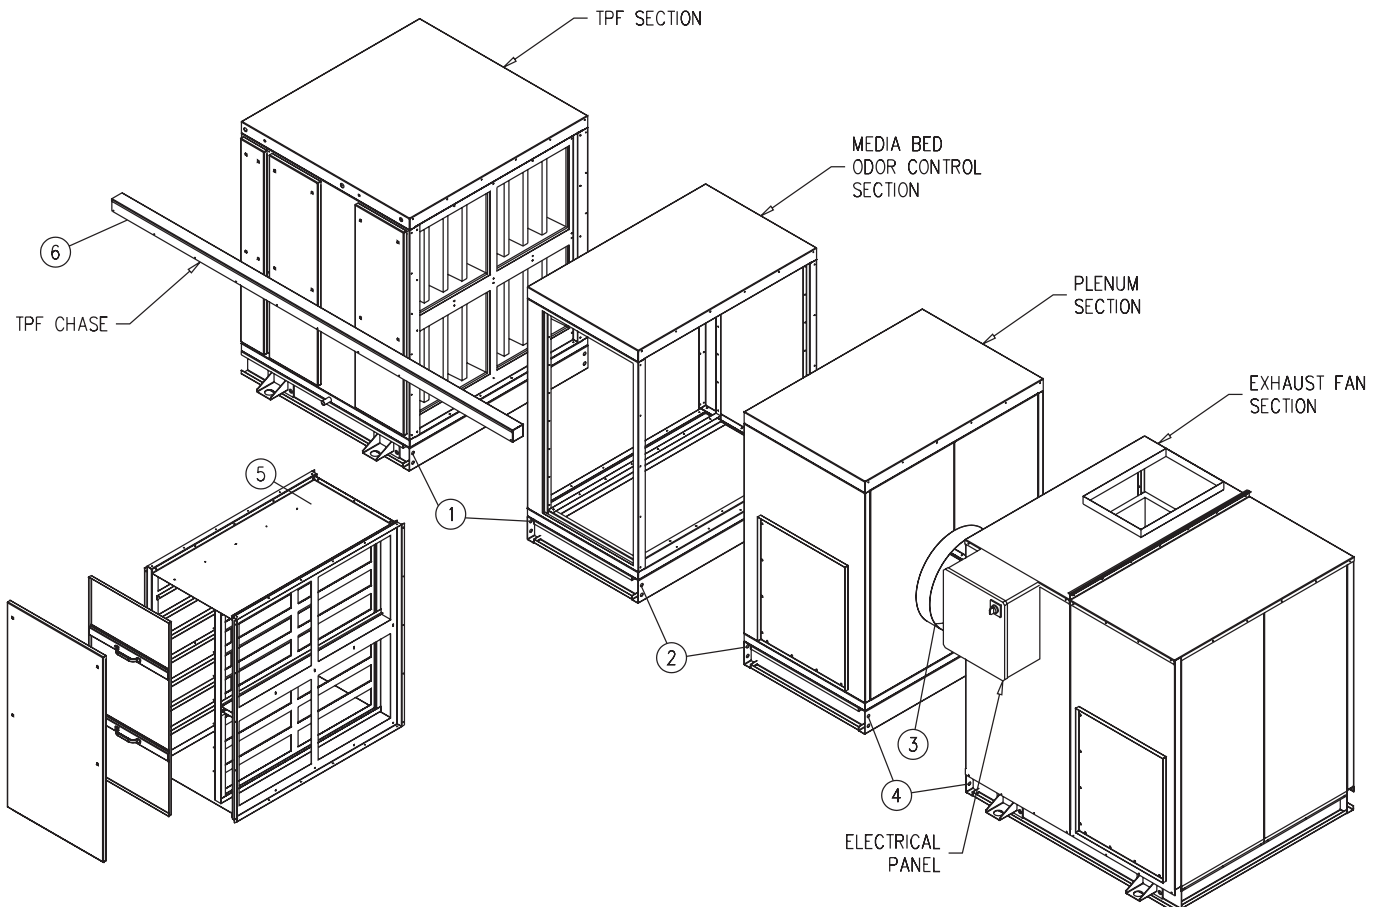 TPF SECTION
MEDIA BED
ODOR CONTROL
SECTION
6
PLENUM
SECTION
TPF CHASE
EXHAUST FAN
SECTION
5
1
2
3
4
ELECTRICAL
PANEL